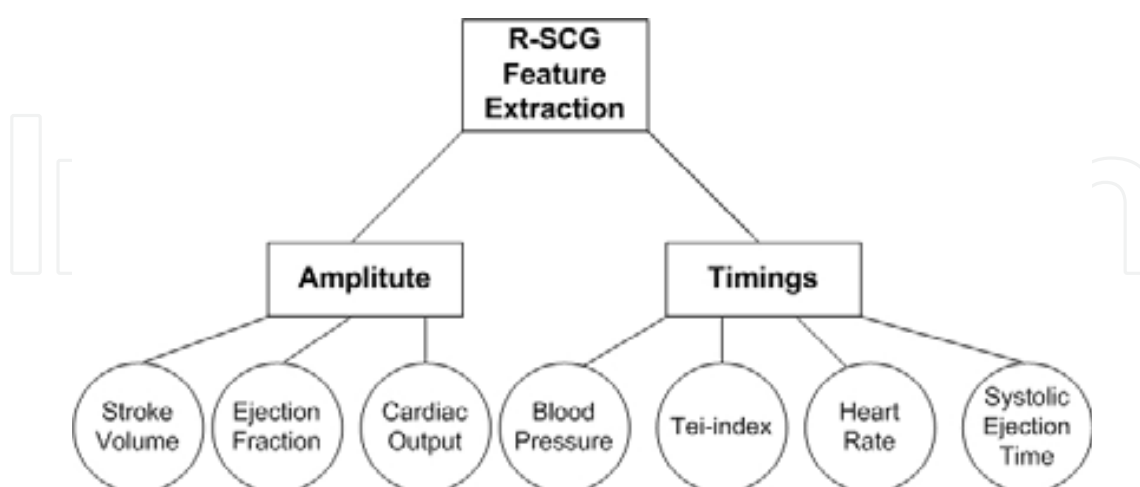 R-SCG
Feature
Extraction
Amplitute
Timings
Stroke
Volume
Ejection
Fraction
Cardiac
Output
Blood
Pressure
Tei-index
Heart
Rate
Systolic
Ejection
Time